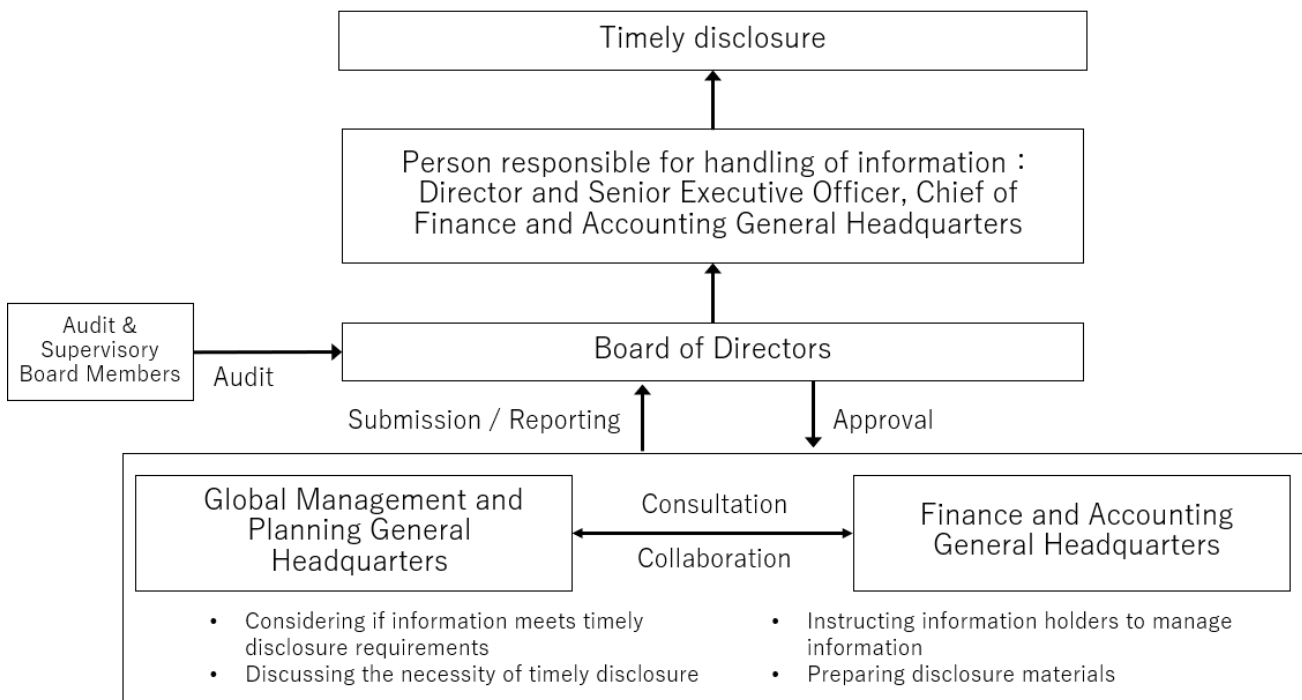 Timely disclosure
Person responsible for handling of information：
Director and Senior Executive Officer, Chief of
Finance and Accounting General Headquarters
Audit &
Supervisory
Board Members
Audit
Board of Directors
Submission / Reporting
Approval
Global Management and
Planning General
Headquarters
Consultation
Collaboration
Finance and Accounting
General Headquarters
• Considering if information meets timely
disclosure requirements
• Discussing the necessity of timely disclosure
• Instructing information holders to manage
information
• Preparing disclosure materials